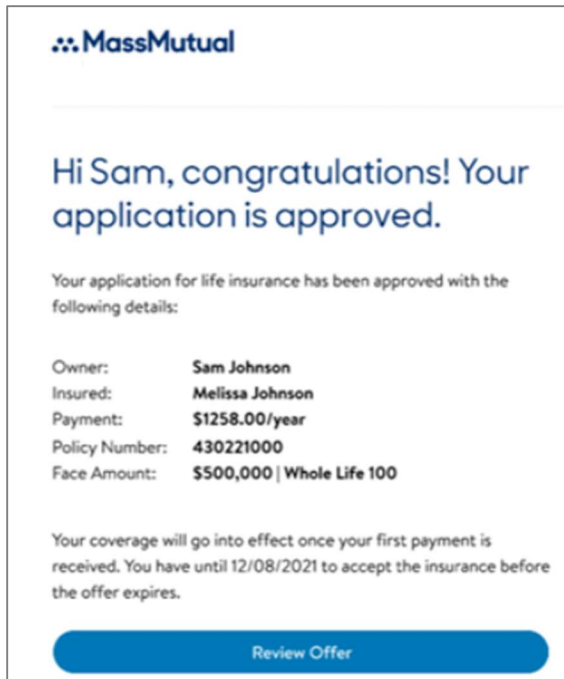 MassMutual
Hi Sam, congratulations! Your
application is approved.
Your application for life insurance has been approved with the
following details:
Owner: Sam Johnson
Insured: Melissa Johnson
Payment: $1258.00/year
Policy Number: 430221000
Face Amount: $500,000 | Whole Life 100
Your coverage will go into effect once your first payment is
received. You have until 12/08/2021 to accept the insurance before
the offer expires.
Review Offer